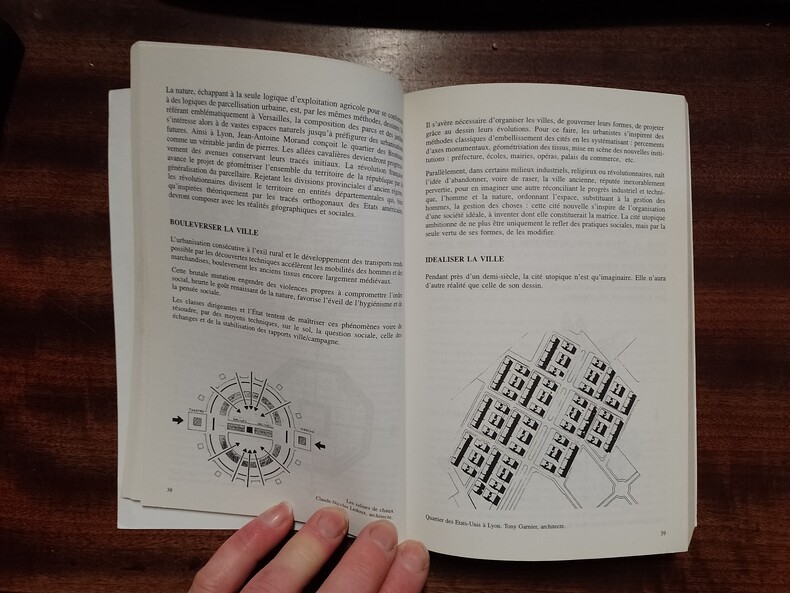 La nature, échappant à la seule logique d'exploitation agricole pour se
à des logiques de parcellisation urbaine, est, par les mêmes méthodes,
référant emblématiquement à Versailles, la composition des parcs et des
s'intéresse alors à de vastes espaces naturels jusqu'à préfigurer des
futures. Ainsi à Lyon, Jean-Antoine Morand conçoit le quartier des
comme un véritable jardin de pierres. Les allées cavalières deviendront
vement des avenues conservant leurs tracés initiaux. La révolution
avance le projet de géométriser l'ensemble du territoire de la république par la
généralisation du parcellaire. Rejetant les divisions provinciales d'ancien
les révolutionnaires divisent le territoire en entités départementales qui,
qu'inspirées théoriquement par les tracés orthogonaux des Etats
devront composer avec les réalités géographiques et sociales.
BOULEVERSER LA VILLE
L'urbanisation consécutive à l'exil rural et le développement des transports
possible par les découvertes techniques accélèrent les mobilités des hommes et des
marchandises, bouleversent les anciens tissus encore largement médiévaux.
Cette brutale mutation engendre des violences propres à compromettre l'ordre
social, heurte le goût renaissant de la nature, favorise l'éveil de l'hygiénisme et de
la pensée sociale.
Les classes dirigeantes et l'État tentent de maîtriser ces phénomènes voire de
résoudre, par des moyens techniques, sur le sol, la question sociale, celle des
échanges et de la stabilisation des rapports ville/campagne.
38
Les salines de chaux
Claude-Nicolas Ledoux, architecte.
Il s'avère nécessaire d'organiser les villes, de gouverner leurs formes, de projeter
grâce au dessin leurs évolutions. Pour ce faire, les urbanistes s'inspirent des
méthodes classiques d'embellissement des cités en les systématisant : percements
d'axes monumentaux, géométrisation des tissus, mise en scène des nouvelles insti-
tutions : préfecture, écoles, mairies, opéras, palais du commerce, etc.
Parallèlement, dans certains milieux industriels, religieux ou révolutionnaires, naît
l'idée d'abandonner, voire de raser, la ville ancienne, réputée inexorablement
pervertie, pour en imaginer une autre réconciliant le progrès industriel et techni-
que, l'homme et la nature, ordonnant l'espace, substituant à la gestion des
hommes, la gestion des choses : cette cité nouvelle s'inspire de l'organisation
d'une société idéale, à inventer dont elle constituerait la matrice. La cité utopique
ambitionne de ne plus être uniquement le reflet des pratiques sociales, mais par la
seule vertu de ses formes, de les modifier.
IDEALISER LA VILLE
Pendant près d'un demi-siècle, la cité utopique n'est qu'imaginaire. Elle n'aura
d'autre réalité que celle de son dessin.
Quartier des Etats-Unis à Lyon. Tony Garnier, architecte.
39